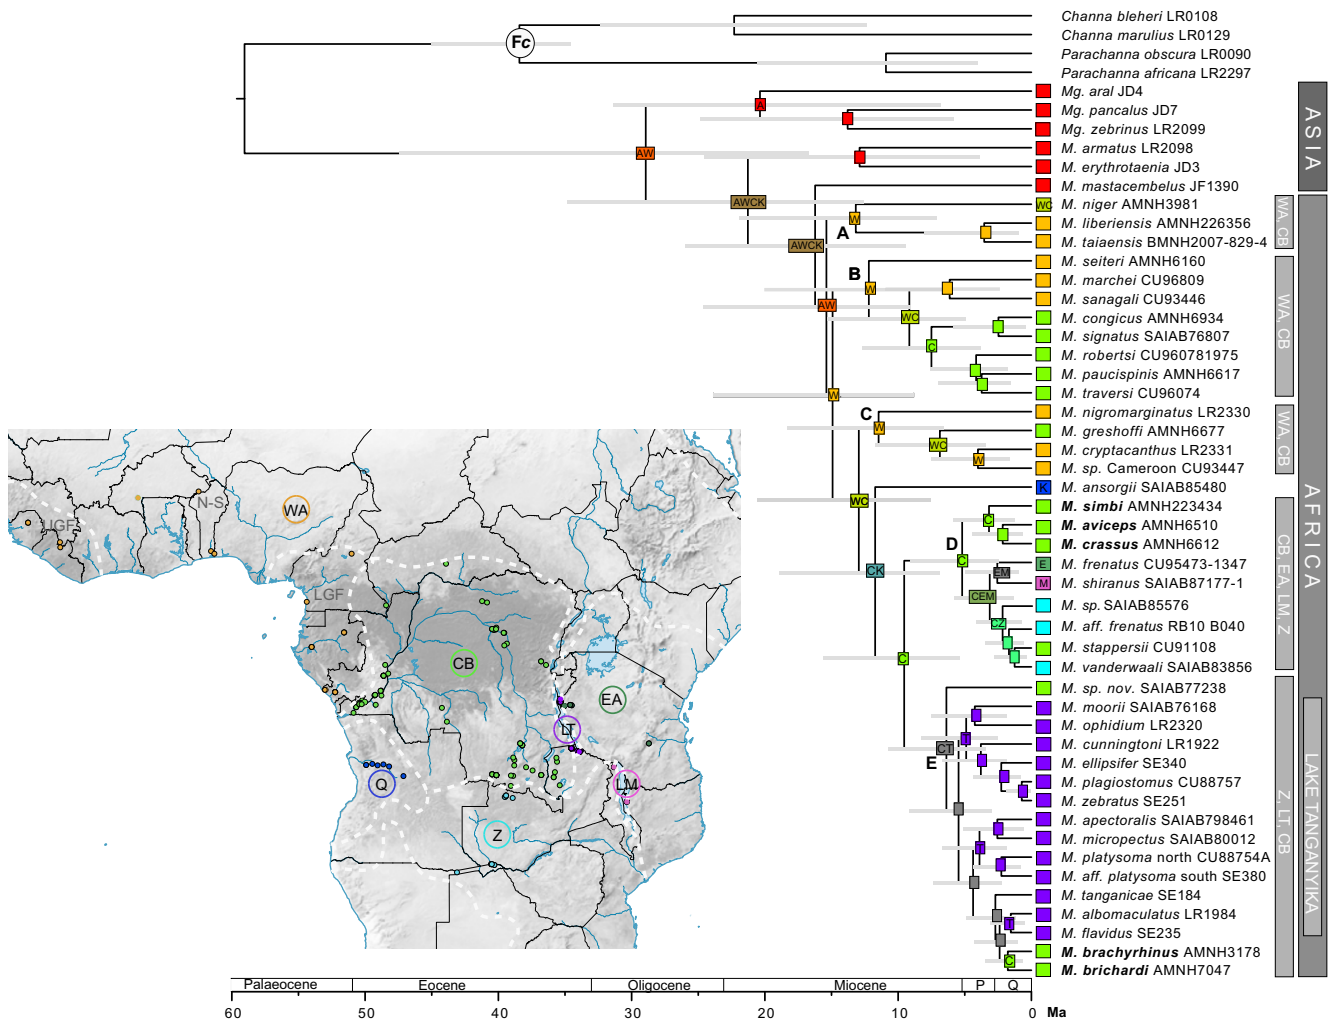 Channa bleheri LR0108
Channa marulius LR0129
Fc
Parachanna obscura LR0090
Parachanna africana LR2297
Mg. aral JD4
A
Mg. pancalus JD7
Mg. zebrinus LR2099
M. armatus LR2098
AW
M. erythrotaenia JD3
M. mastacembelus JF1390
ASIA
AWCK
M. niger AMNH3981
WC
M. liberiensis AMNH226356
W
A
M. taiaensis BMNH2007-829-4
WA, CB
AWCK
M. seiteri AMNH6160
B
M. marchei CU96809
W
M. sanagali CU93446
AW
M. congicus AMNH6934
WC
M. signatus SAIAB76807
C
M. robertsi CU960781975
M. paucispinis AMNH6617
M. traversi CU96074
WA, CB
W
M. nigromarginatus LR2330
C
W
M. greshoffi AMNH6677
WC
M. cryptacanthus LR2331
W
M. sp. Cameroon CU93447
WA, CB
M. ansorgii SAIAB85480
K
WC
M. simbi AMNH223434
C
M. aviceps AMNH6510
M. crassus AMNH6612
D
C
M. frenatus CU95473-1347
E
EM
CK
M. shiranus SAIAB87177-1
M
CEM
M. sp. SAIAB85576
CZ
M. aff. frenatus RB10 B040
M. stappersii CU91108
C
M. vanderwaali SAIAB83856
CB, EA, LM, Z
AFRICA
M. sp. nov. SAIAB77238
M. moorii SAIAB76168
M. ophidium LR2320
T
CT
M. cunningtoni LR1922
E
M. ellipsifer SE340
M. plagiostomus CU88757
M. zebratus SE251
M. apectoralis SAIAB798461
M. micropectus SAIAB80012
M. platysoma north CU88754A
M. aff. platysoma south SE380
M. tanganicae SE184
M. albomaculatus LR1984
M. flavidus SE235
M. brachyrhinus AMNH3178
C
M. brichardi AMNH7047
Z, LT, CB
LAKE TANGANYIKA
UGF
N-S
WA
LGF
CB
EA
LT
Q
LM
Z
Palaeocene Eocene Oligocene Miocene P Q
60 50 40 30 20 10 0 Ma